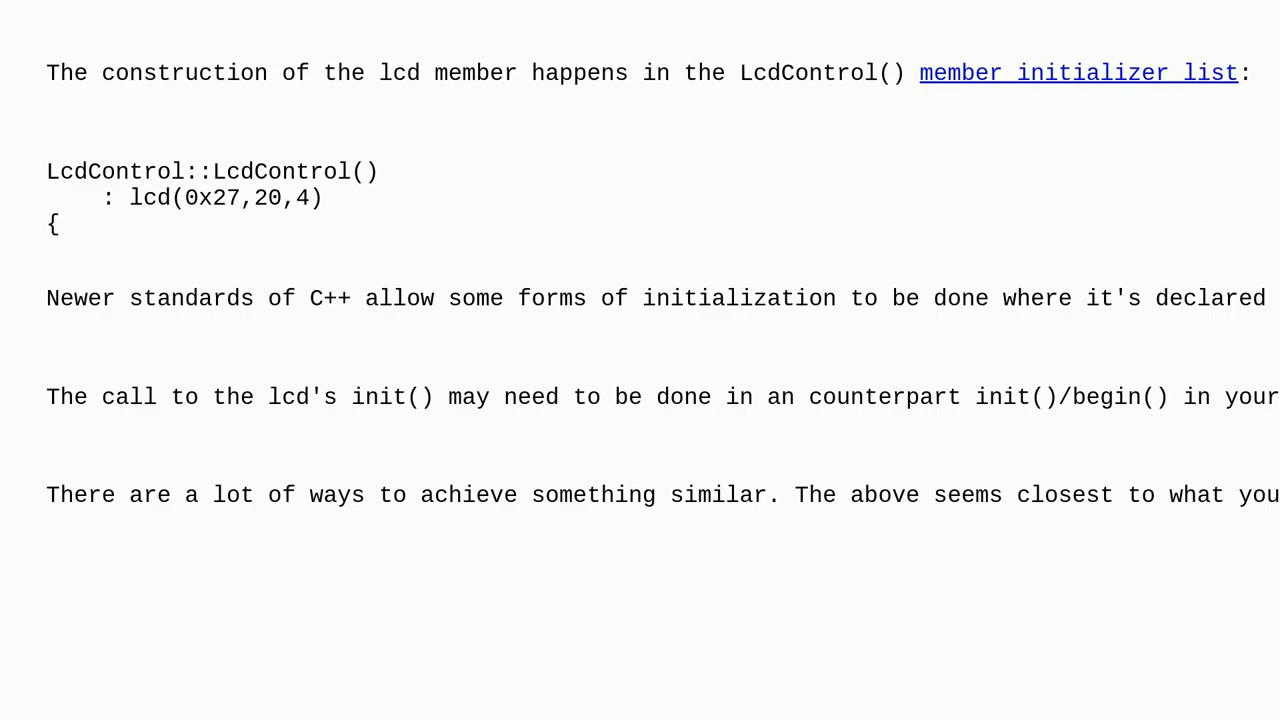 The construction of the lcd member happens in the LcdControl() member initializer list:
LcdControl::LcdControl()
    : lcd(0x27,20,4)
{
Newer standards of C++ allow some forms of initialization to be done where it's declared
The call to the lcd's init() may need to be done in an counterpart init()/begin() in your
There are a lot of ways to achieve something similar. The above seems closest to what you